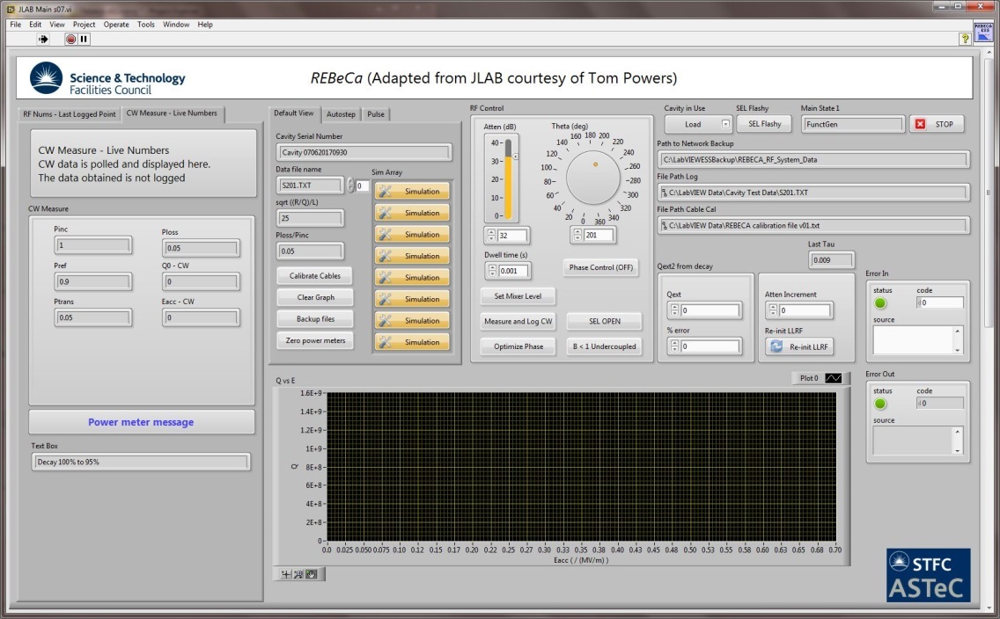 JLAB Main s07.vi
File Edit View Project Operate Tools Window Help
REBECA
ESS
Science & Technology
Facilities Council
REBeCa (Adapted from JLAB courtesy of Tom Powers)
RF Nums - Last Logged Point
CW Measure - Live Numbers
CW Measure - Live Numbers
CW data is polled and displayed here.
The data obtained is not logged
CW Measure
Pinc
1
Ploss
0.05
Pref
0.9
Q0 - CW
0
Ptrans
0.05
Eacc - CW
0
Power meter message
Text Box
Decay 100% to 95%
Default View Autostep Pulse
Cavity Serial Number
Cavity 070620170930
Data file name
S201.TXT
0
sqrt ((R/Q)/L)
25
Ploss/Pinc
0.05
Calibrate Cables
Clear Graph
Backup files
Zero power meters
Sim Array
Simulation
Simulation
Simulation
Simulation
Simulation
Simulation
Simulation
Simulation
RF Control
Atten (dB)
40
30
20
10
0
32
Theta (deg)
0 20 40 60 80 100 120 140 160 180 200 220 240 260 280 300 320 340 360
201
Dwell time (s)
0.001
Phase Control (OFF)
Set Mixer Level
Measure and Log CW
SEL OPEN
Optimize Phase
B < 1 Undercoupled
Cavity in Use
Load
SEL Flashy
SEL Flashy
Main State 1
FunctGen
STOP
Path to Network Backup
C:\LabVIEWESSBackup\REBECA_RF_System_Data
File Path Log
C:\LabVIEW Data\Cavity Test Data\S201.TXT
File Path Cable Cal
C:\LabVIEW Data\REBECA calibration file v01.txt
Last Tau
0.009
Qext2 from decay
Qext
0
% error
0
Atten Increment
0
Re-init LLRF
Re-init LLRF
Error In
status code
0
source
Error Out
status code
0
source
Q vs E
Plot 0
1.6E+9
1.4E+9
1.2E+9
1E+9
8E+8
6E+8
4E+8
2E+8
0
Q
0.0 0.025 0.050 0.075 0.10 0.12 0.15 0.17 0.20 0.22 0.25 0.27 0.30 0.33 0.35 0.38 0.40 0.43 0.45 0.48 0.50 0.53 0.55 0.58 0.60 0.63 0.65 0.68 0.70
Eacc ( / (MV/m) )
STFC
ASTeC